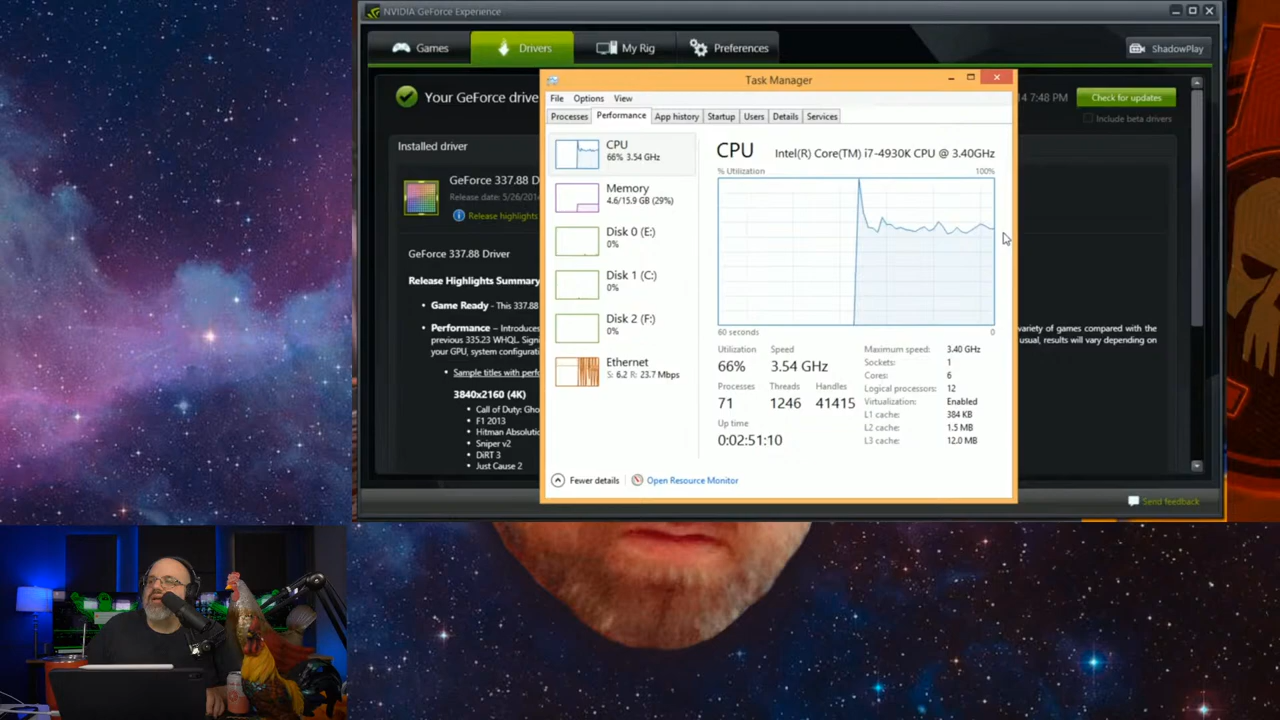 NVIDIA GeForce Experience
Games
Drivers
My Rig
Preferences
ShadowPlay
Your GeForce drive
4 7:48 PM
Check for updates
Include beta drivers
Installed driver
GeForce 337.88 D
Release date: 5/26/201
Release highlights
GeForce 337.88 Driver
Release Highlights Summary
Game Ready - This 337.88
Performance – Introduces
previous 335.23 WHQL. Sign
your GPU, system configurati
variety of games compared with the
usual, results will vary depending on
Sample titles with perfo
3840x2160 (4K)
Call of Duty: Gho
F1 2013
Hitman Absolutio
Sniper v2
DiRT 3
Just Cause 2
Send feedback
Task Manager
File Options View
Processes Performance App history Startup Users Details Services
CPU
66% 3.54 GHz
Memory
4.6/15.9 GB (29%)
Disk 0 (E:)
0%
Disk 1 (C:)
0%
Disk 2 (F:)
0%
Ethernet
S: 6.2 R: 23.7 Mbps
CPU Intel(R) Core(TM) i7-4930K CPU @ 3.40GHz
% Utilization 100%
60 seconds 0
Utilization Speed
66% 3.54 GHz
Processes Threads Handles
71 1246 41415
Up time
0:02:51:10
Maximum speed: 3.40 GHz
Sockets: 1
Cores: 6
Logical processors: 12
Virtualization: Enabled
L1 cache: 384 KB
L2 cache: 1.5 MB
L3 cache: 12.0 MB
Fewer details
Open Resource Monitor